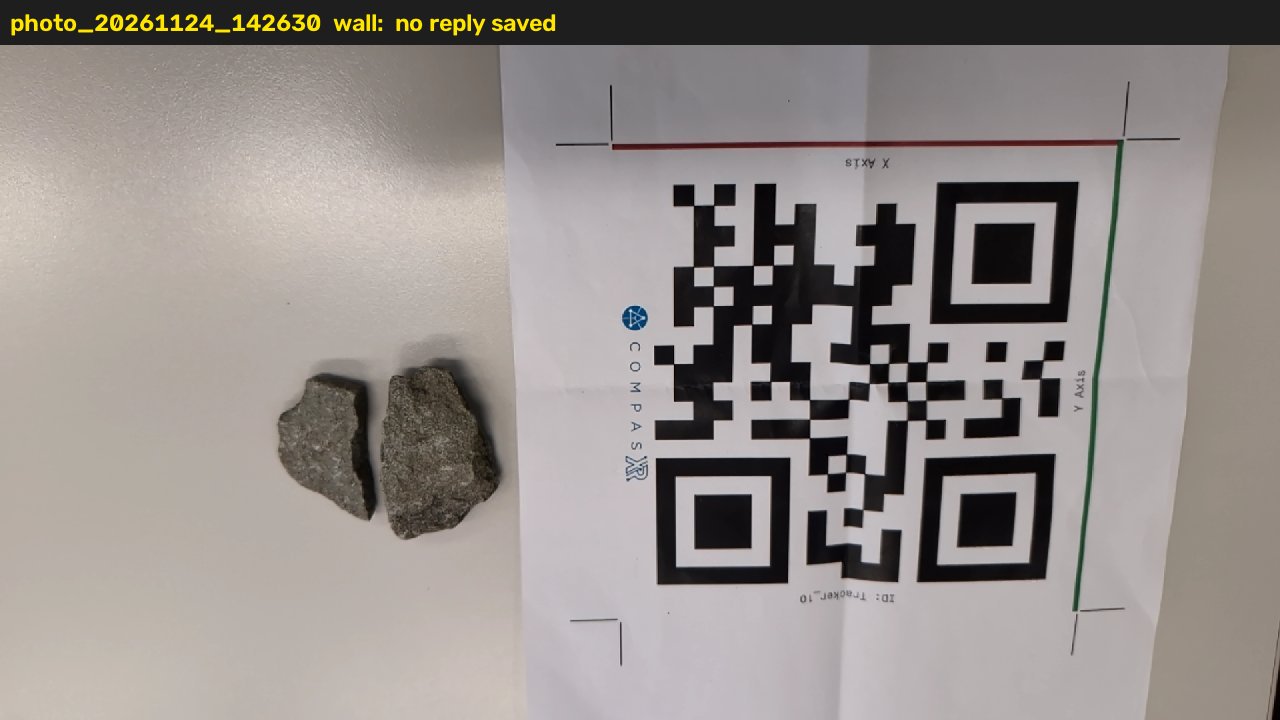 photo_20261124_142630 wall: no reply saved
X Axis
COMPAS XR
Y Axis
ID: Tracker_10